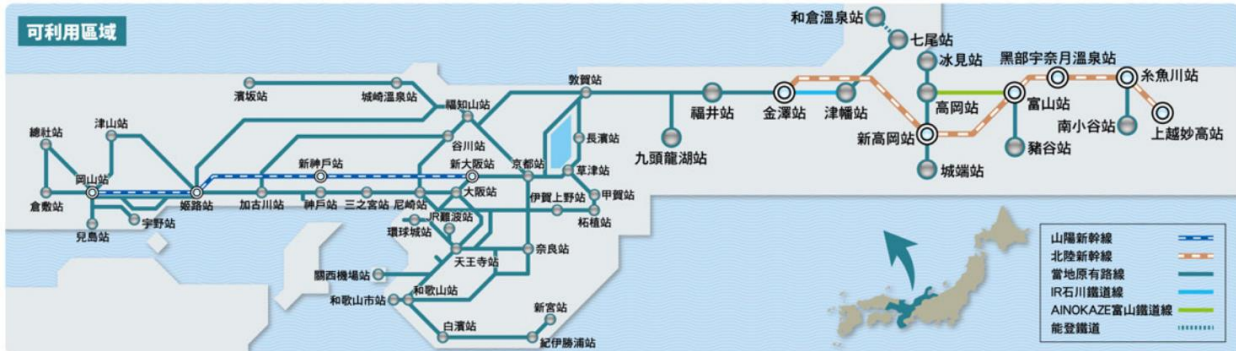 可利用區域
和倉溫泉站
七尾站
冰見站
黑部宇奈月溫泉站
糸魚川站
敦賀站
濱坂站
城崎溫泉站
福知山站
福井站
金澤站
津幡站
高岡站
富山站
上越妙高站
南小谷站
總社站
津山站
長濱站
九頭龍湖站
新高岡站
豬谷站
谷川站
岡山站
新神戶站
新大阪站
京都站
草津站
城端站
倉敷站
姬路站
加古川站
神戶站
三之宮站
尼崎站
大阪站
伊賀上野站
甲賀站
柘植站
兒島站
宇野站
環球城站
JR難波站
天王寺站
奈良站
關西機場站
和歌山站
和歌山市站
新宮站
白濱站
紀伊勝浦站
山陽新幹線
北陸新幹線
當地原有路線
IR石川鐵道線
AINOKAZE富山鐵道線
能登鐵道